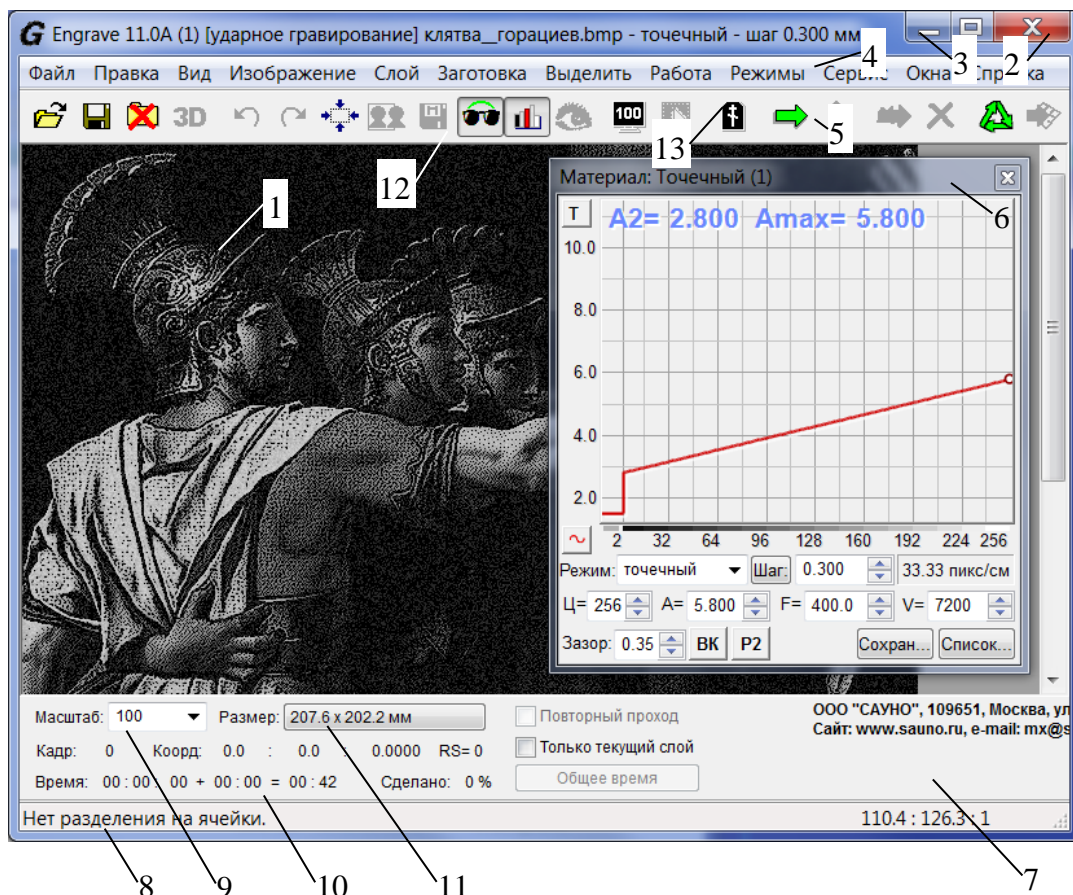 G Engrave 11.0A (1) [ударное гравирование] клятва__горациев.bmp - точечный - шаг 0.300 мм
Файл Правка Вид Изображение Слой Заготовка Выделить Работа Режимы Сервис Окна Справка
4 3 2
3D 100
12 13 5
1
Материал: Точечный (1)
6
T A2= 2.800 Amax= 5.800
10.0
8.0
6.0
4.0
2.0
2 32 64 96 128 160 192 224 256
Режим: точечный Шаг: 0.300 33.33 пикс/см
Ц= 256 A= 5.800 F= 400.0 V= 7200
Зазор: 0.35 ВК P2 Сохран... Список...
Масштаб: 100 Размер: 207.6 x 202.2 мм Повторный проход ООО "САУНО", 109651, Москва, ул
Сайт: www.sauno.ru, e-mail: mx@s
Кадр: 0 Коорд: 0.0 : 0.0 : 0.0000 RS= 0 Только текущий слой
Время: 00 : 00 : 00 + 00 : 00 = 00 : 42 Сделано: 0 % Общее время
Нет разделения на ячейки. 110.4 : 126.3 : 1
8 9 10 11 7